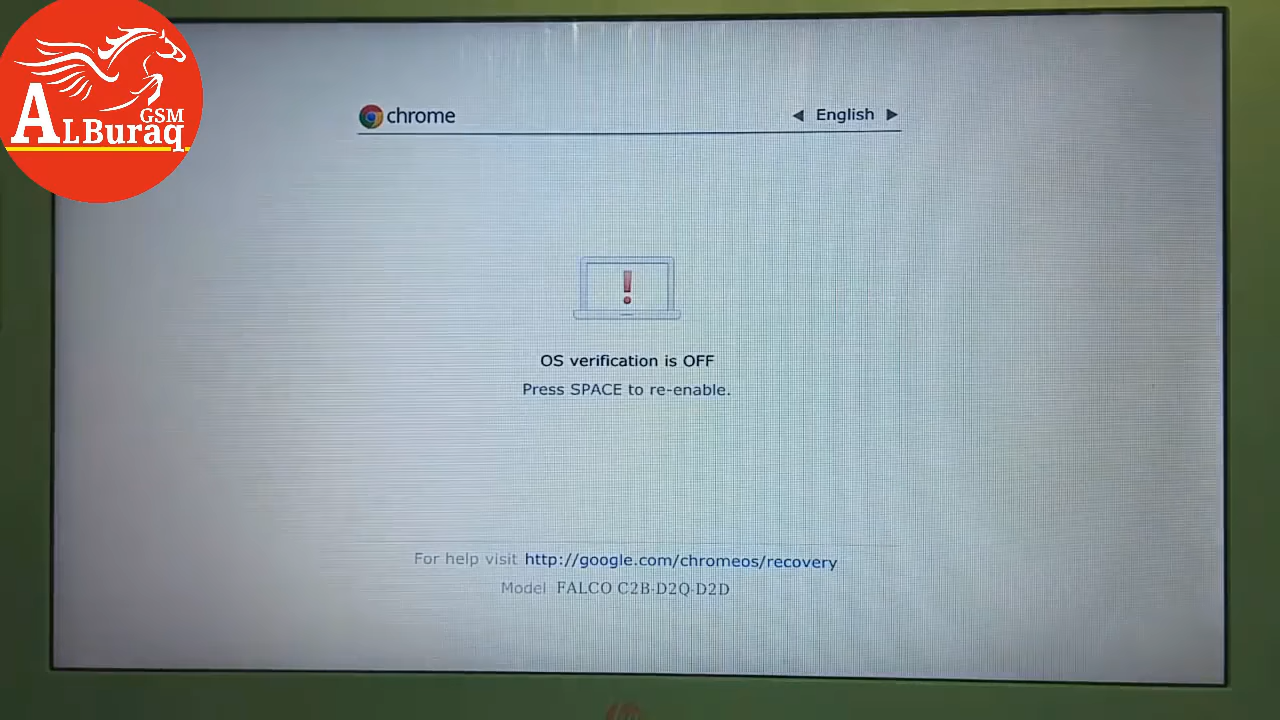 GSM
ALBuraq
chrome
English
OS verification is OFF
Press SPACE to re-enable.
For help visit http://google.com/chromeos/recovery
Model FALCO C2B-D2Q-D2D
hp